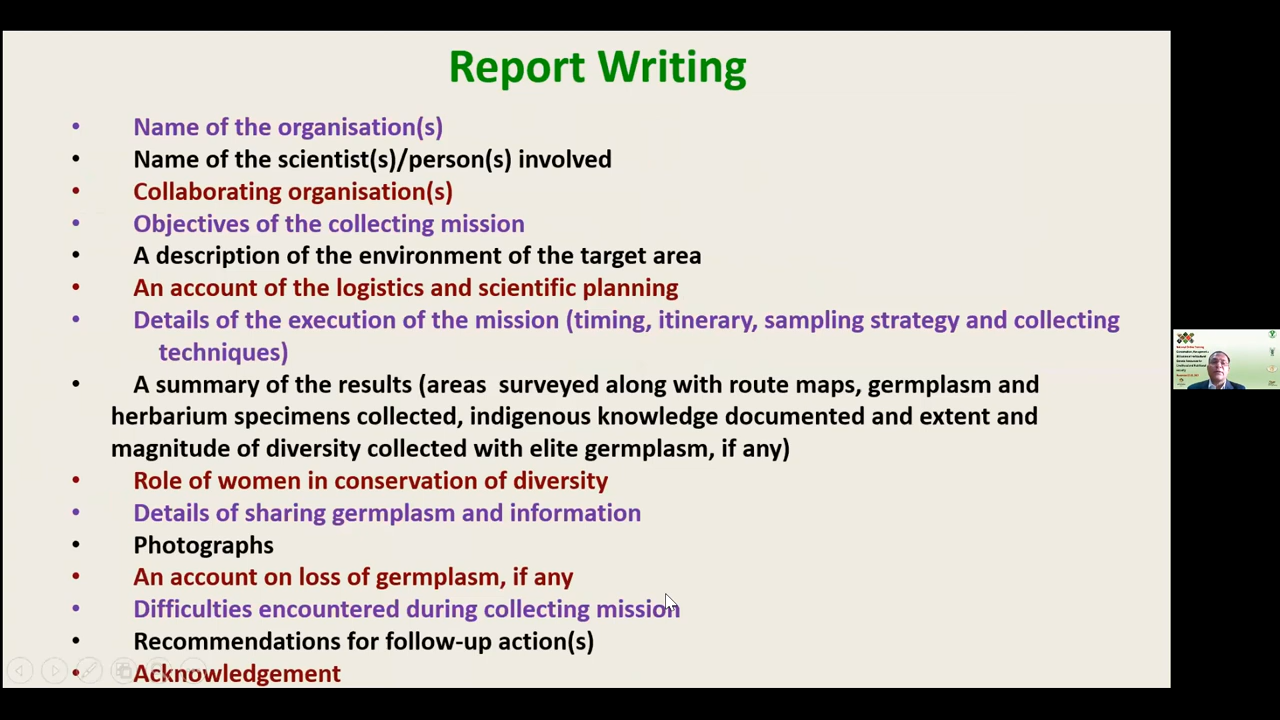 Report Writing
• Name of the organisation(s)
• Name of the scientist(s)/person(s) involved
• Collaborating organisation(s)
• Objectives of the collecting mission
• A description of the environment of the target area
• An account of the logistics and scientific planning
• Details of the execution of the mission (timing, itinerary, sampling strategy and collecting
techniques)
• A summary of the results (areas surveyed along with route maps, germplasm and
herbarium specimens collected, indigenous knowledge documented and extent and
magnitude of diversity collected with elite germplasm, if any)
• Role of women in conservation of diversity
• Details of sharing germplasm and information
• Photographs
• An account on loss of germplasm, if any
• Difficulties encountered during collecting mission
• Recommendations for follow-up action(s)
• Acknowledgement